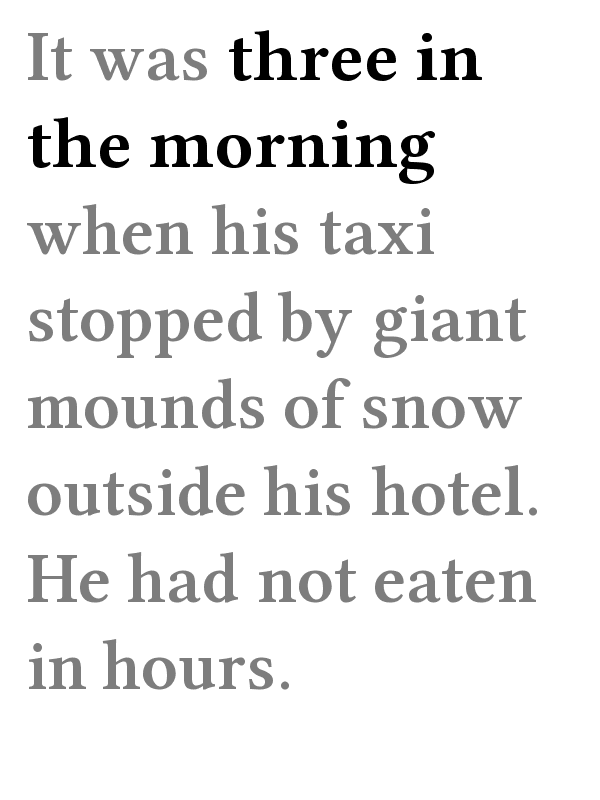 It was three in
the morning
when his taxi
stopped by giant
mounds of snow
outside his hotel.
He had not eaten
in hours.